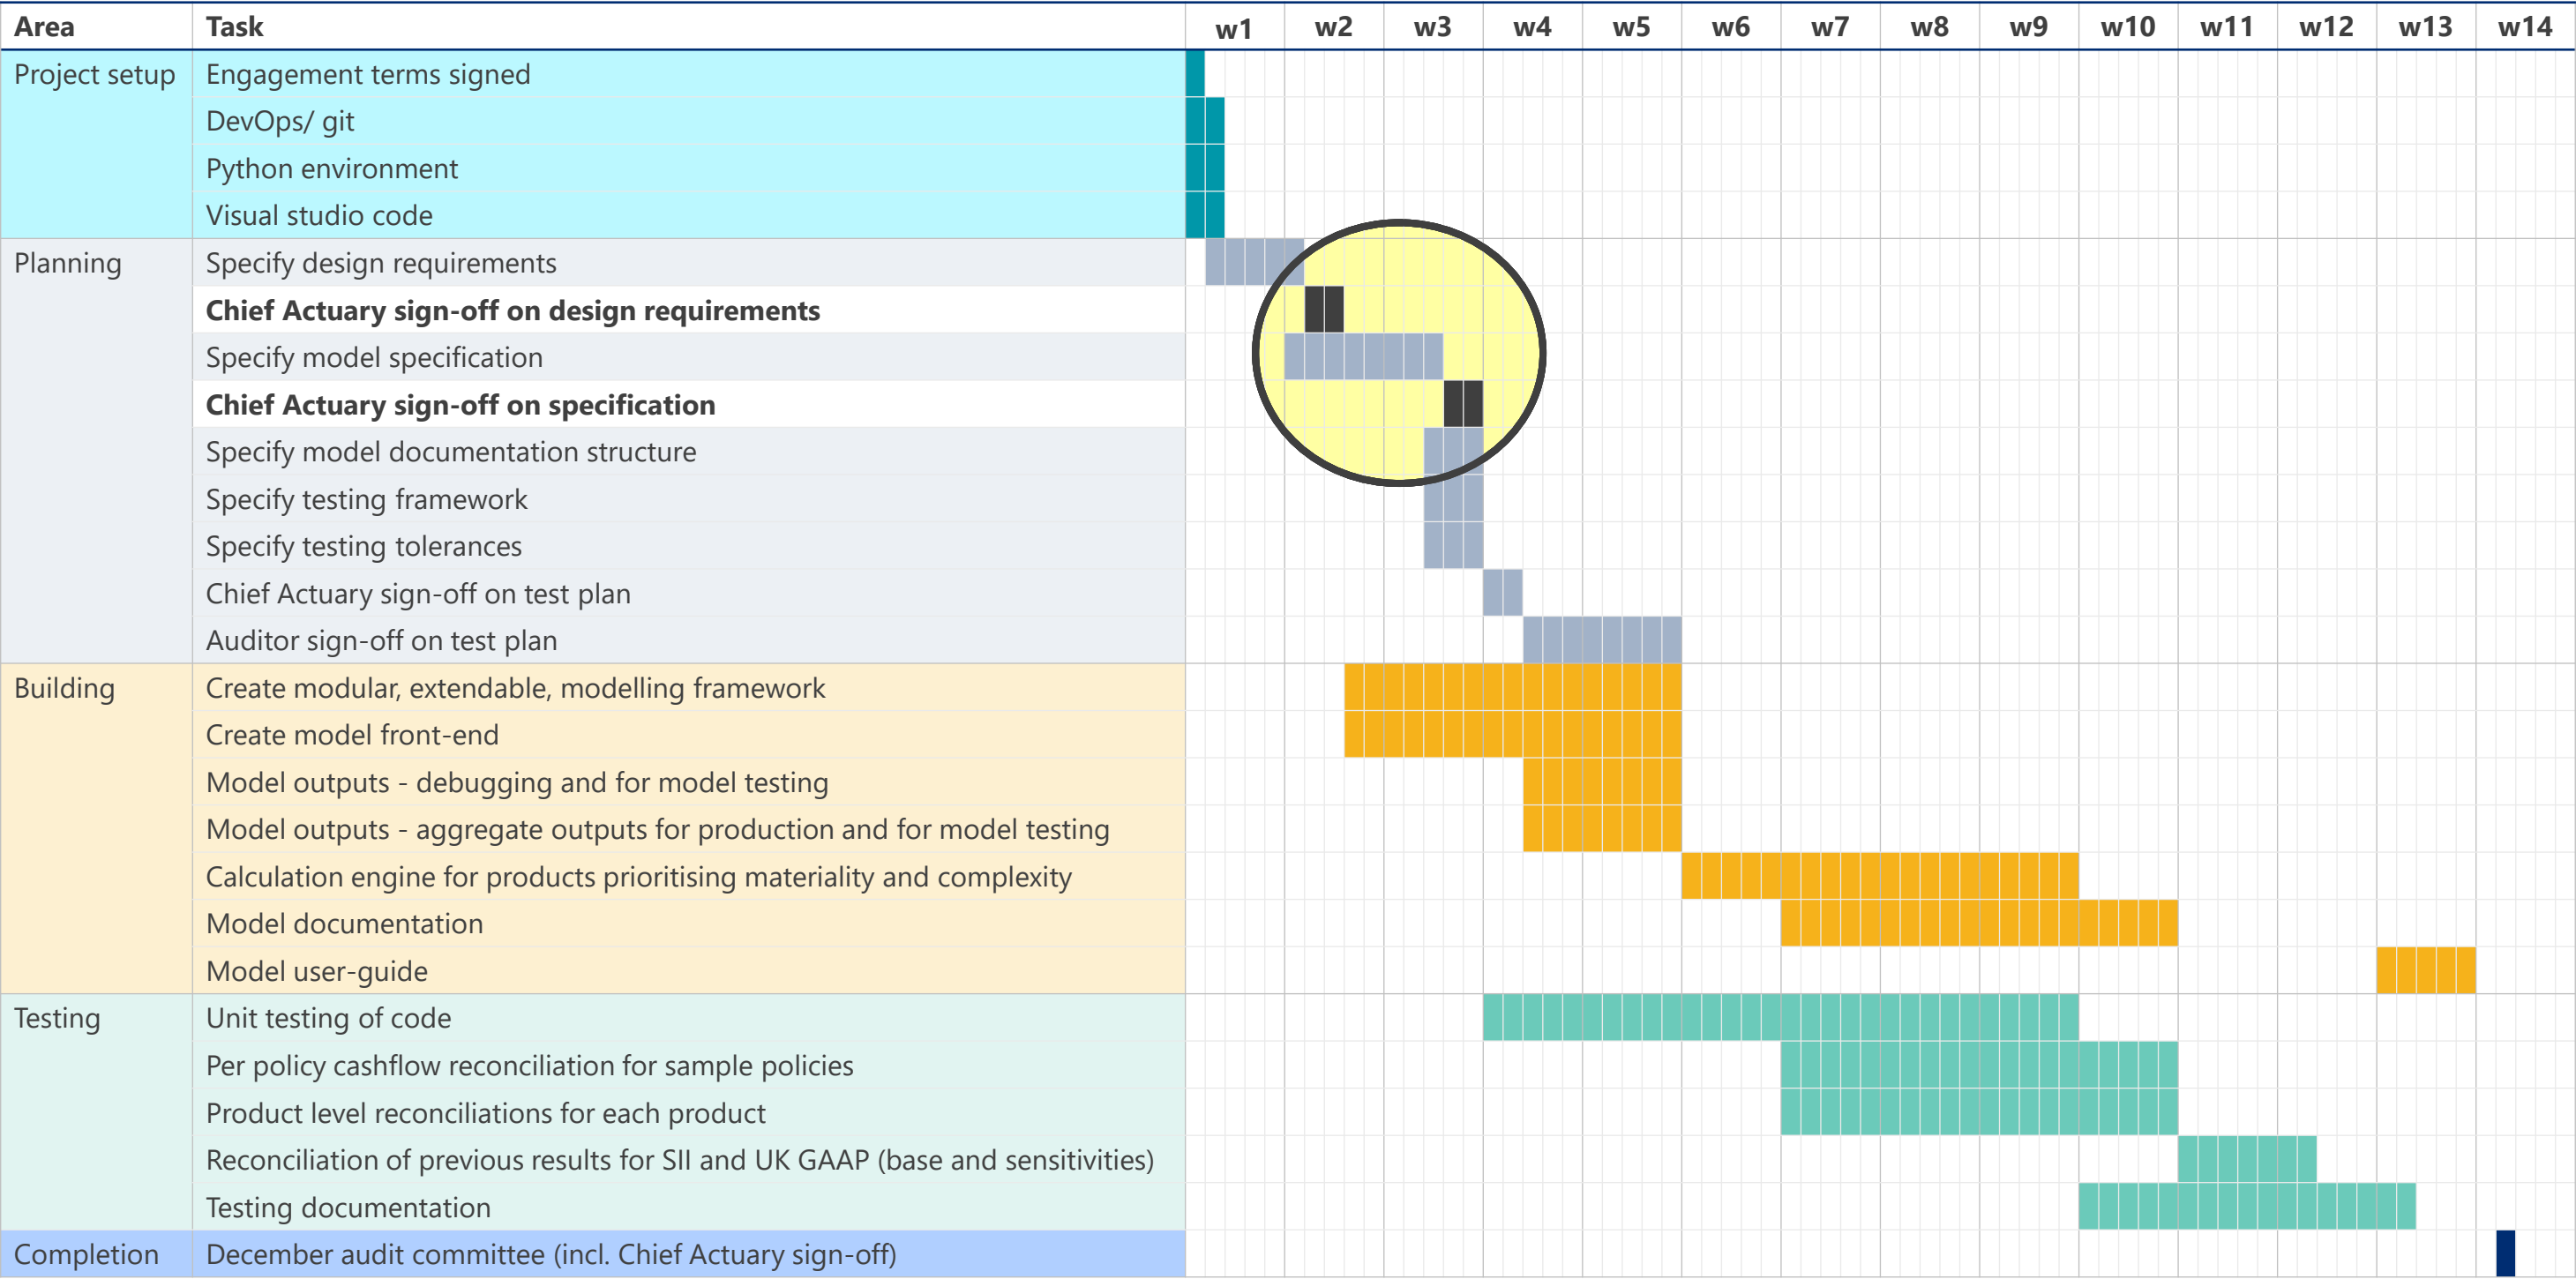 Area Task w1 w2 w3 w4 w5 w6 w7 w8 w9 w10 w11 w12 w13 w14
Project setup Engagement terms signed
DevOps/ git
Python environment
Visual studio code
Planning Specify design requirements
Chief Actuary sign-off on design requirements
Specify model specification
Chief Actuary sign-off on specification
Specify model documentation structure
Specify testing framework
Specify testing tolerances
Chief Actuary sign-off on test plan
Auditor sign-off on test plan
Building Create modular, extendable, modelling framework
Create model front-end
Model outputs - debugging and for model testing
Model outputs - aggregate outputs for production and for model testing
Calculation engine for products prioritising materiality and complexity
Model documentation
Model user-guide
Testing Unit testing of code
Per policy cashflow reconciliation for sample policies
Product level reconciliations for each product
Reconciliation of previous results for SII and UK GAAP (base and sensitivities)
Testing documentation
Completion December audit committee (incl. Chief Actuary sign-off)